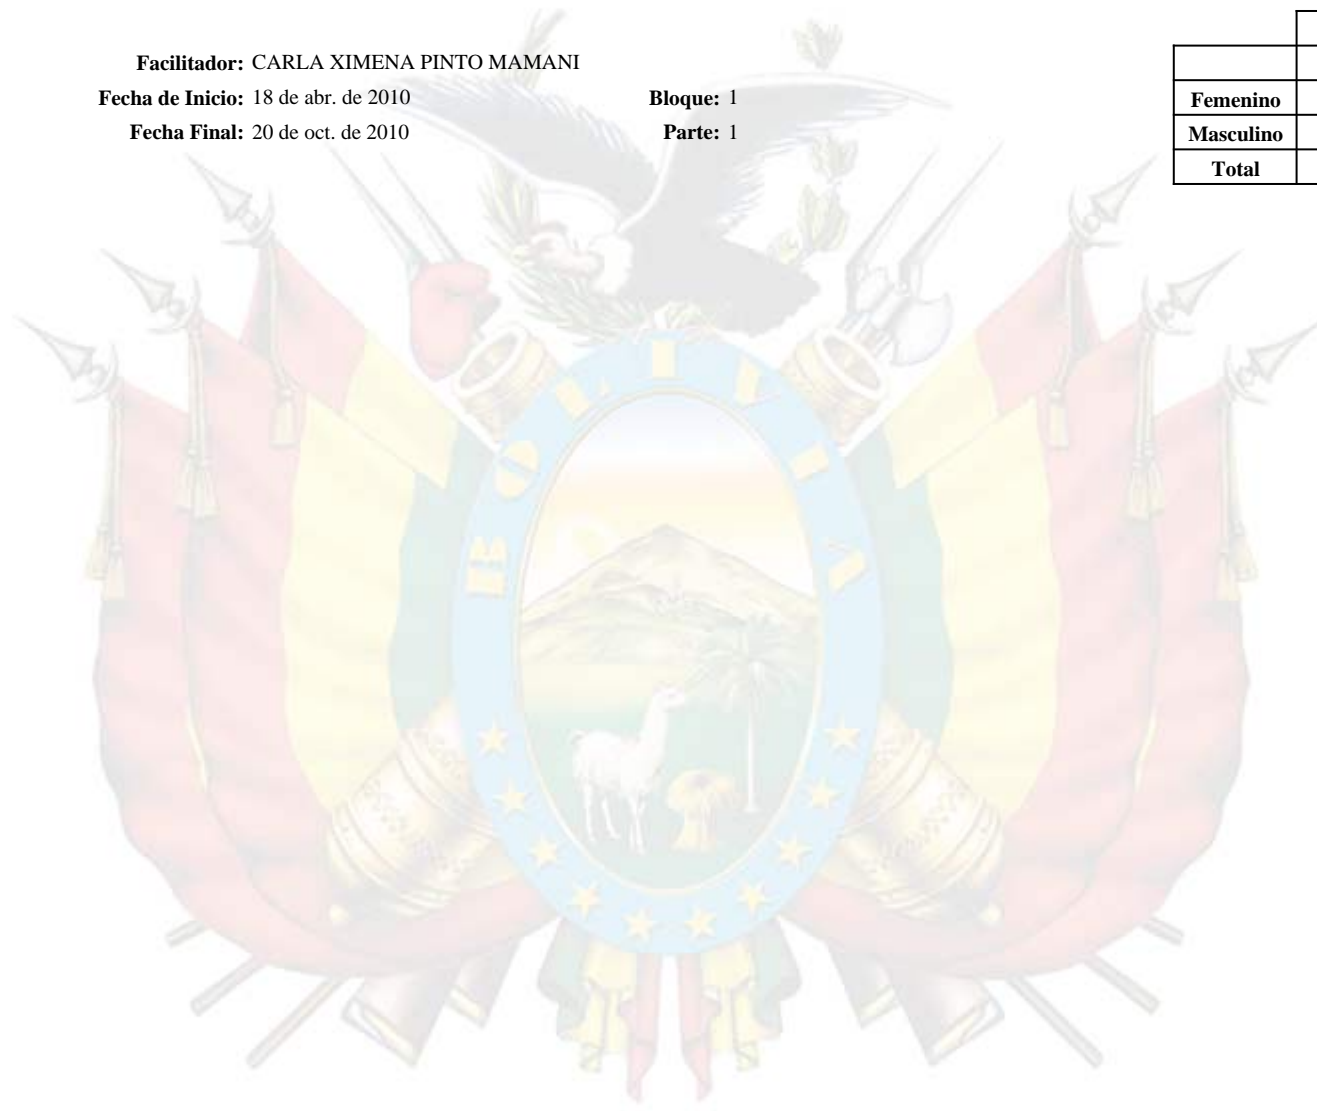 Facilitador: CARLA XIMENA PINTO MAMANI
Fecha de Inicio: 18 de abr. de 2010 Bloque: 1
Fecha Final: 20 de oct. de 2010 Parte: 1
Femenino
Masculino
Total
BOLIVIA